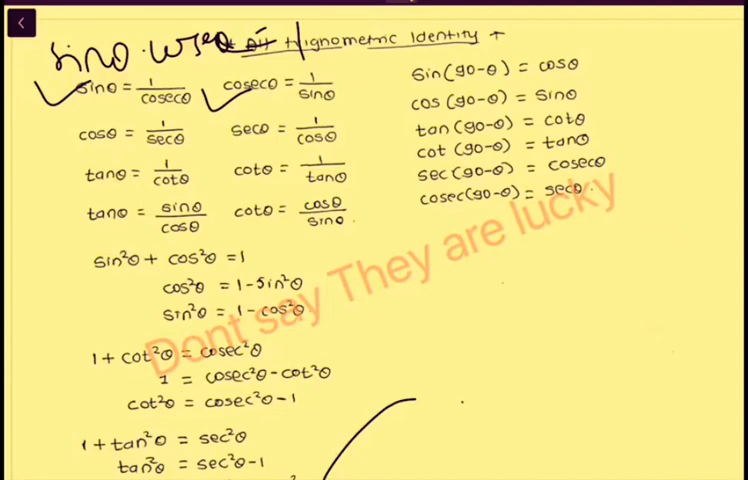 sinθ · cosecθ
Trignometric Identity +
sinθ = 1/cosecθ
cosecθ = 1/sinθ
cosθ = 1/secθ
secθ = 1/cosθ
tanθ = 1/cotθ
cotθ = 1/tanθ
tanθ = sinθ/cosθ
cotθ = cosθ/sinθ
sin(90-θ) = cosθ
cos(90-θ) = sinθ
tan(90-θ) = cotθ
cot(90-θ) = tanθ
sec(90-θ) = cosecθ
cosec(90-θ) = secθ
sin²θ + cos²θ = 1
cos²θ = 1 - sin²θ
sin²θ = 1 - cos²θ
1 + cot²θ = cosec²θ
1 = cosec²θ - cot²θ
cot²θ = cosec²θ - 1
1 + tan²θ = sec²θ
tan²θ = sec²θ - 1
Dont say They are lucky